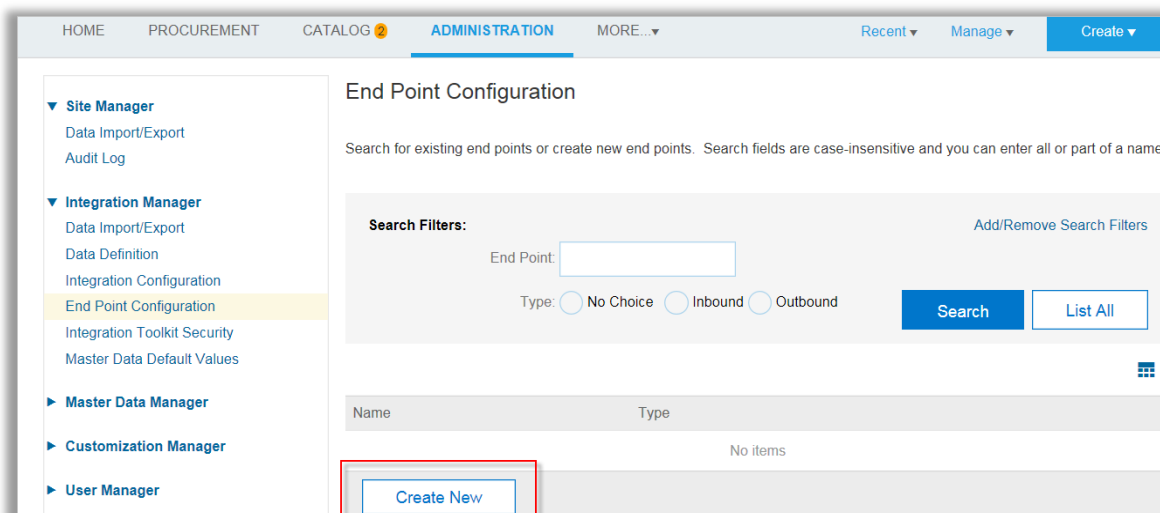 HOME PROCUREMENT CATALOG 2 ADMINISTRATION MORE...▾ Recent ▾ Manage ▾ Create ▾
▼ Site Manager
Data Import/Export
Audit Log
▼ Integration Manager
Data Import/Export
Data Definition
Integration Configuration
End Point Configuration
Integration Toolkit Security
Master Data Default Values
► Master Data Manager
► Customization Manager
► User Manager
End Point Configuration
Search for existing end points or create new end points. Search fields are case-insensitive and you can enter all or part of a name
Search Filters: Add/Remove Search Filters
End Point:
Type: No Choice Inbound Outbound
Search List All
Name Type
No items
Create New